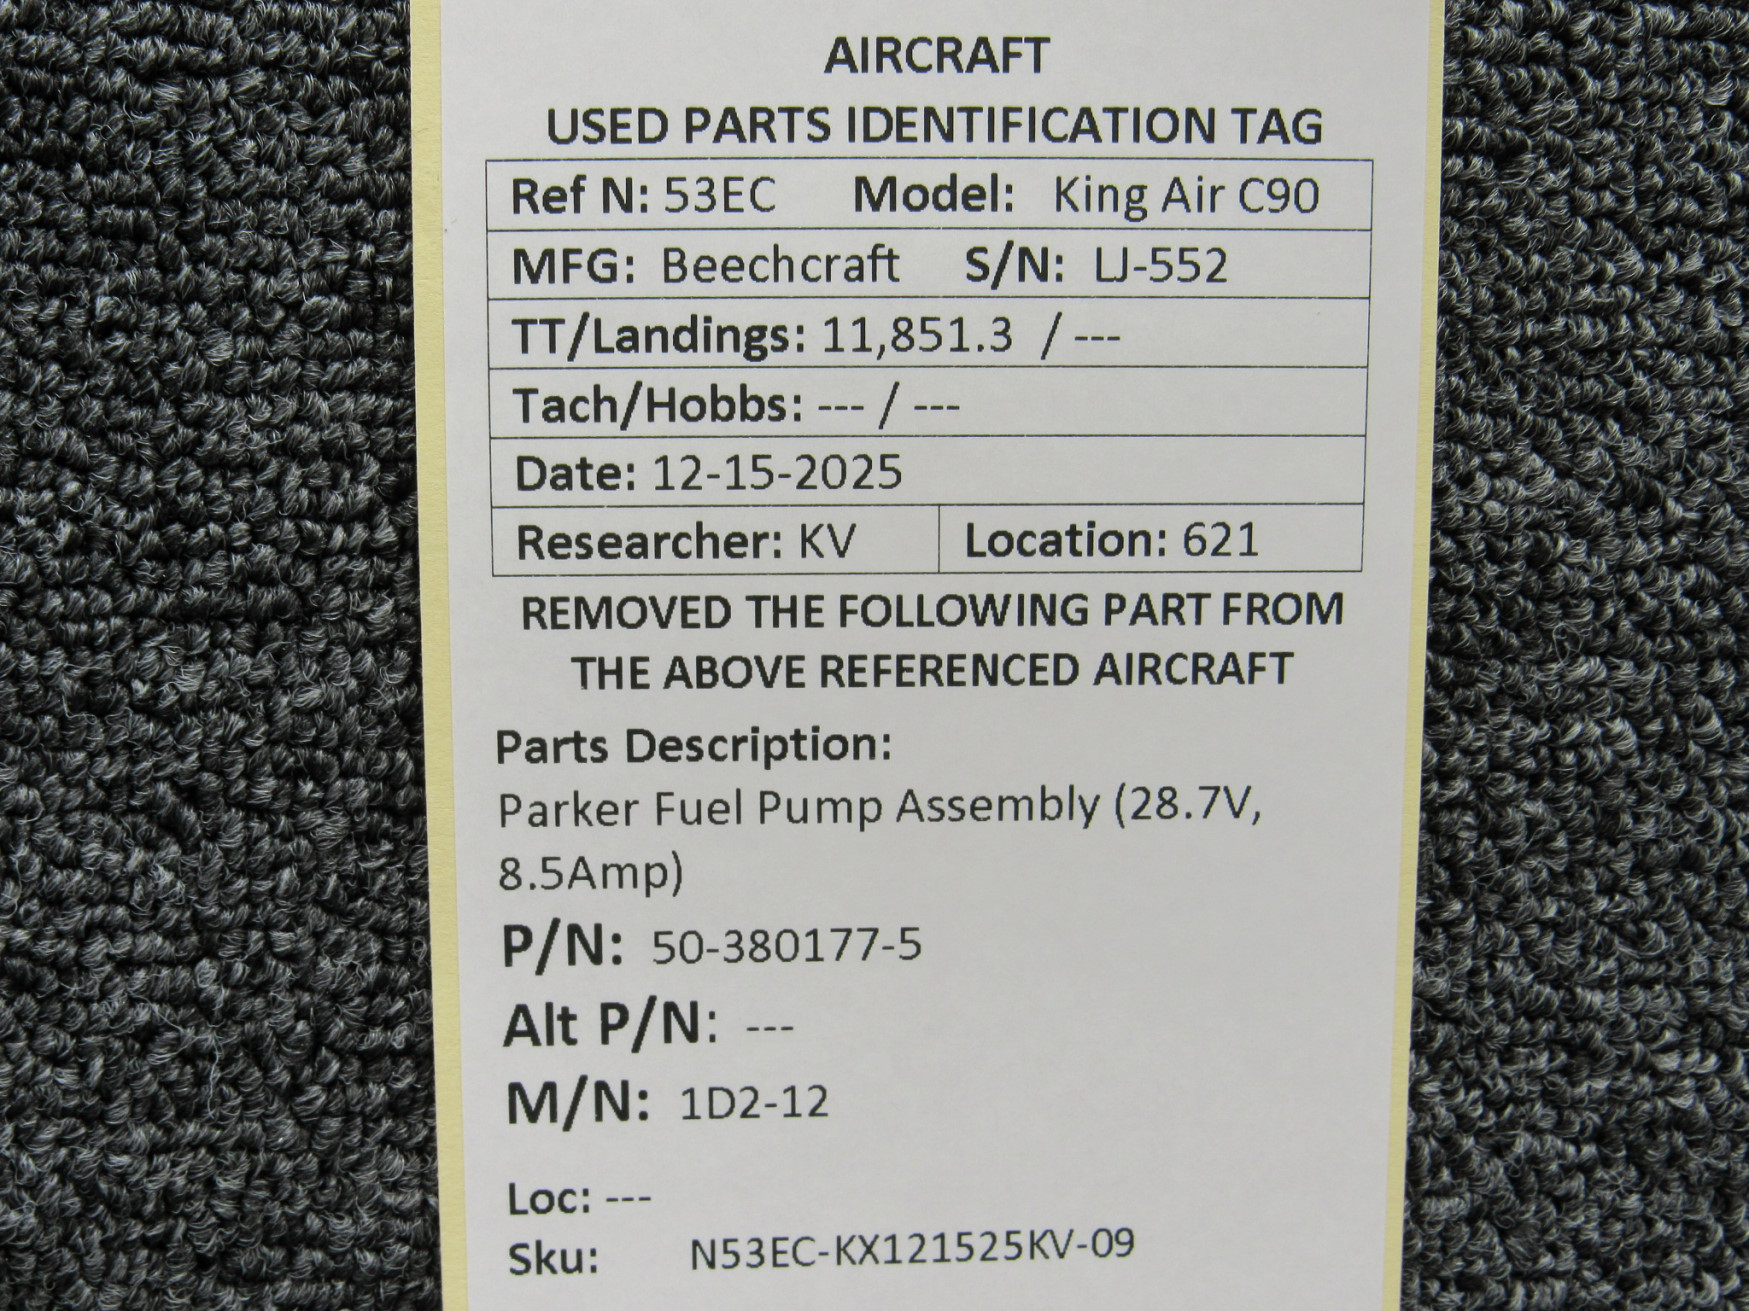 AIRCRAFT
USED PARTS IDENTIFICATION TAG
Ref N: 53EC Model: King Air C90
MFG: Beechcraft S/N: LJ-552
TT/Landings: 11,851.3 / ---
Tach/Hobbs: --- / ---
Date: 12-15-2025
Researcher: KV Location: 621
REMOVED THE FOLLOWING PART FROM
THE ABOVE REFERENCED AIRCRAFT
Parts Description:
Parker Fuel Pump Assembly (28.7V,
8.5Amp)
P/N: 50-380177-5
Alt P/N: ---
M/N: 1D2-12
Loc: ---
Sku: N53EC-KX121525KV-09